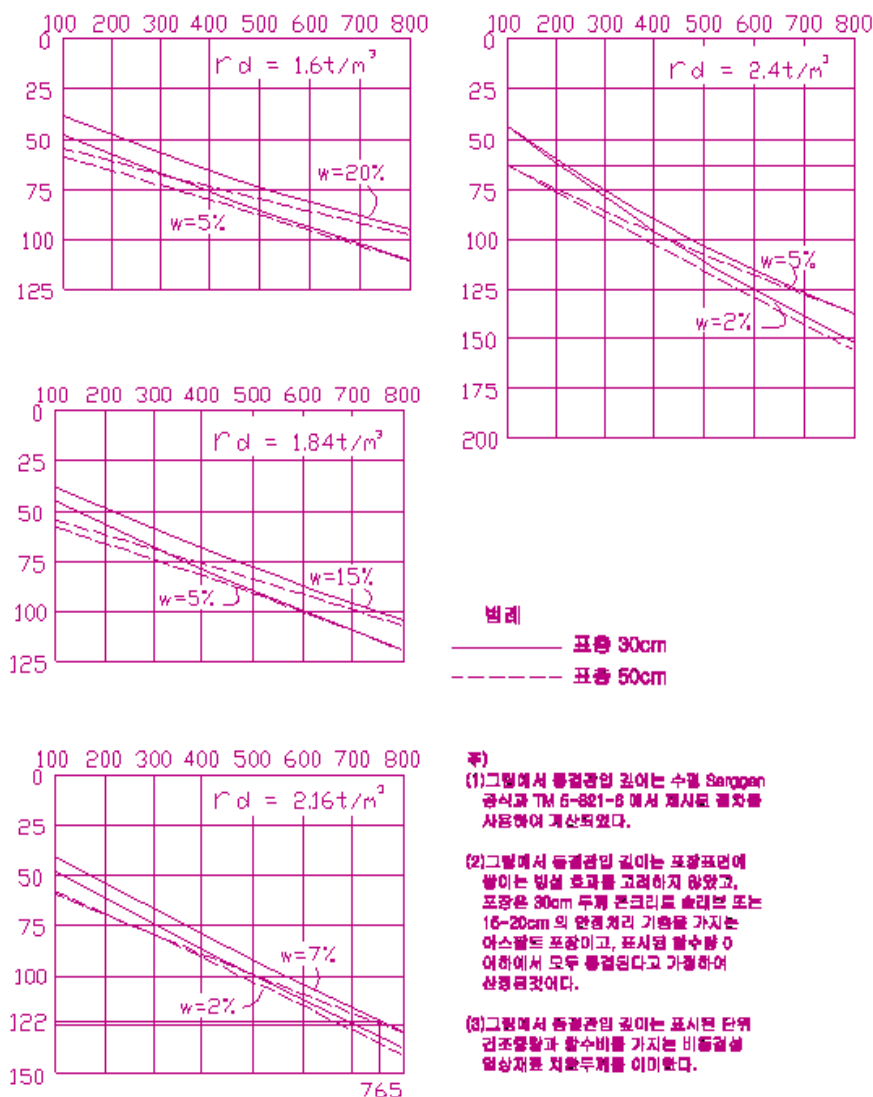 100 200 300 400 500 600 700 800
0
25
50
75
100
125
rd = 1.6t/m³
w=20%
w=5%
100 200 300 400 500 600 700 800
0
25
50
75
100
125
150
175
200
rd = 2.4t/m³
w=5%
w=2%
100 200 300 400 500 600 700 800
0
25
50
75
100
125
rd = 1.84t/m³
w=15%
w=5%
범례
표층 30cm
표층 50cm
100 200 300 400 500 600 700 800
0
25
50
75
100
122
150
rd = 2.16t/m³
w=7%
w=2%
765
주)
(1)그림에서 동결관입 깊이는 수정
공식과 TM 5-821-6 에서 제시된 절차를
사용하여 계산되었다.
(2)그림에서 동결관입 깊이는 포장표면에
쌓이는 빙설 효과를 고려하지 않았고,
포장은 30cm 두께 콘크리트 슬래브 또는
15-20cm 의 안정처리 기층을 가지는
아스팔트 포장이고, 표시된 함수량 0
이하에서 모두 동결된다고 가정하여
산정된것이다.
(3)그림에서 동결관입 깊이는 표시된 단위
건조중량과 함수비를 가지는 비동결성
두께를